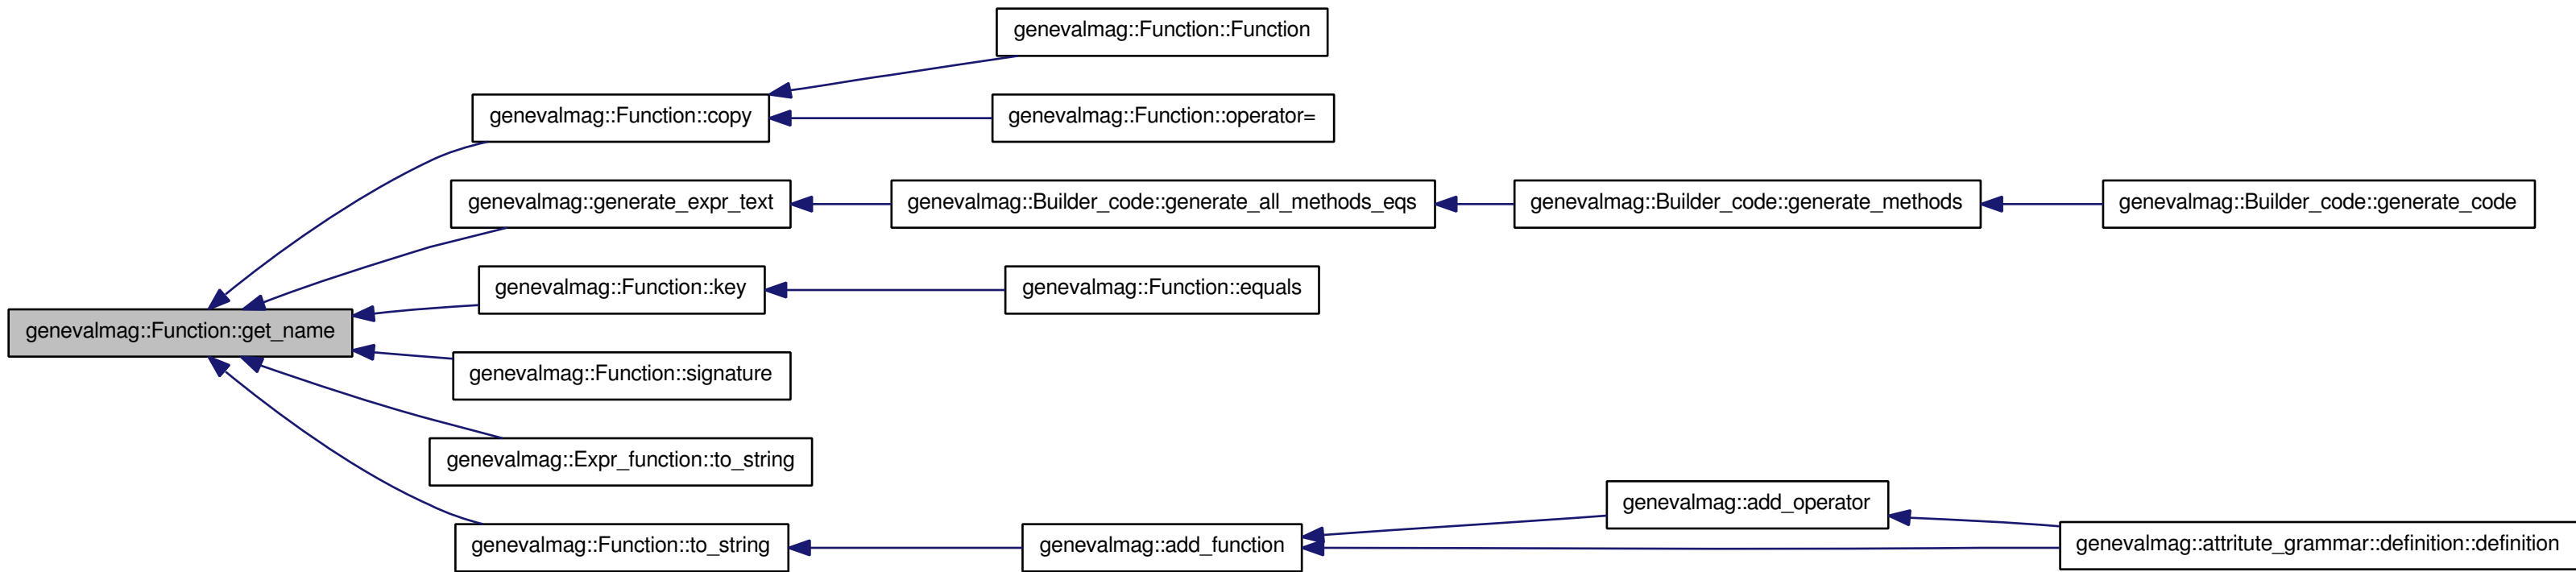 genevalmag::Function::Function
genevalmag::Function::copy
genevalmag::Function::operator=
genevalmag::generate_expr_text
genevalmag::Builder_code::generate_all_methods_eqs
genevalmag::Builder_code::generate_methods
genevalmag::Builder_code::generate_code
genevalmag::Function::key
genevalmag::Function::equals
genevalmag::Function::get_name
genevalmag::Function::signature
genevalmag::Expr_function::to_string
genevalmag::add_operator
genevalmag::Function::to_string
genevalmag::add_function
genevalmag::attritute_grammar::definition::definition